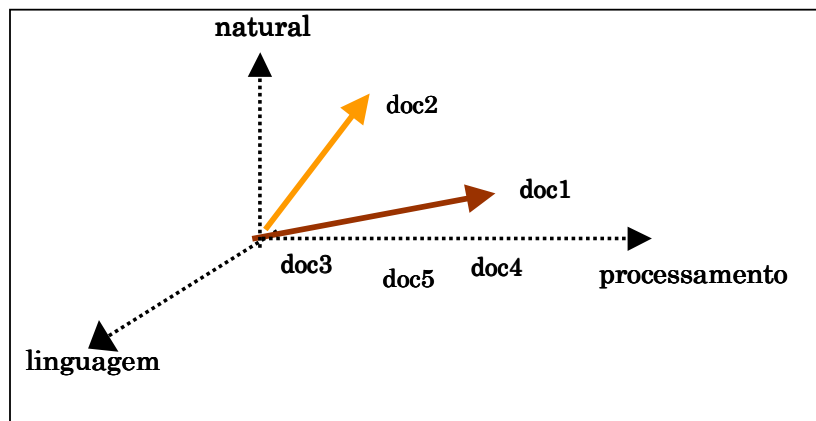 natural
doc2
doc1
doc3
doc5
doc4
processamento
linguagem